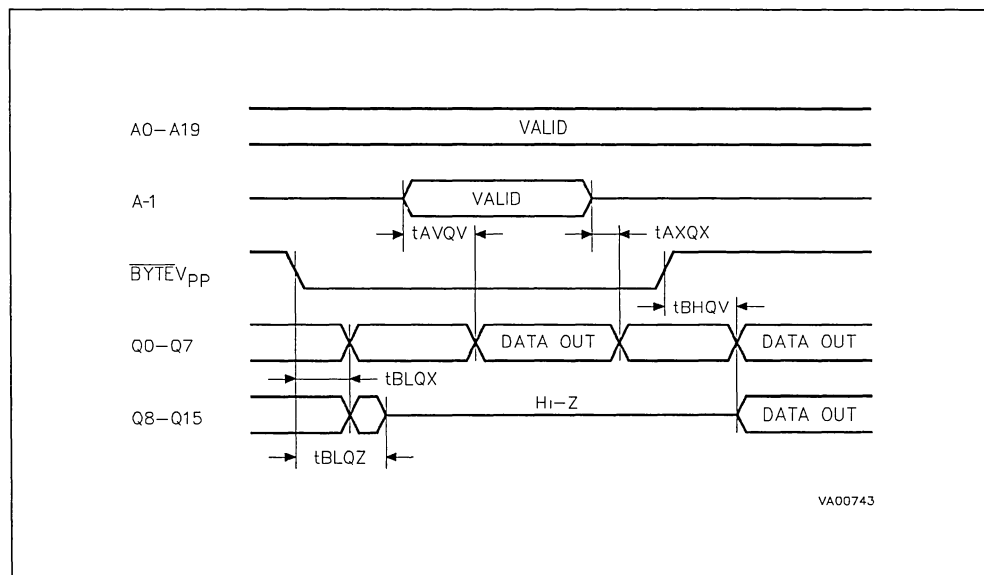 A0-A19
VALID
A-1
VALID
tAVQV
tAXQX
BYTEVPP
tBHQV
Q0-Q7
DATA OUT
DATA OUT
tBLQX
Q8-Q15
Hi-Z
DATA OUT
tBLQZ
VA00743